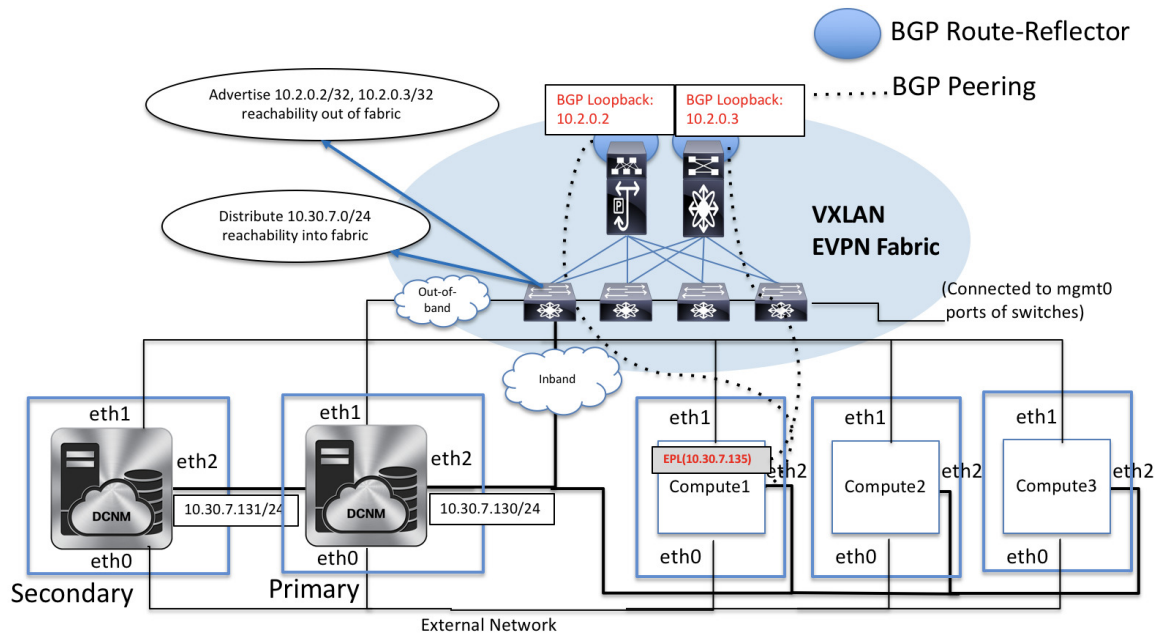 BGP Route-Reflector
BGP Peering
Advertise 10.2.0.2/32, 10.2.0.3/32
reachability out of fabric
BGP Loopback:
10.2.0.2
BGP Loopback:
10.2.0.3
Distribute 10.30.7.0/24
reachability into fabric
P
VXLAN
EVPN Fabric
Out-of-
band
(Connected to mgmt0
ports of switches)
Inband
eth1
eth2
DCNM
10.30.7.131/24
eth0
Secondary
eth1
eth2
DCNM
10.30.7.130/24
eth0
Primary
eth1
EPL(10.30.7.135)
eth2
Compute1
eth0
eth1
eth2
Compute2
eth0
eth1
eth2
Compute3
eth0
External Network